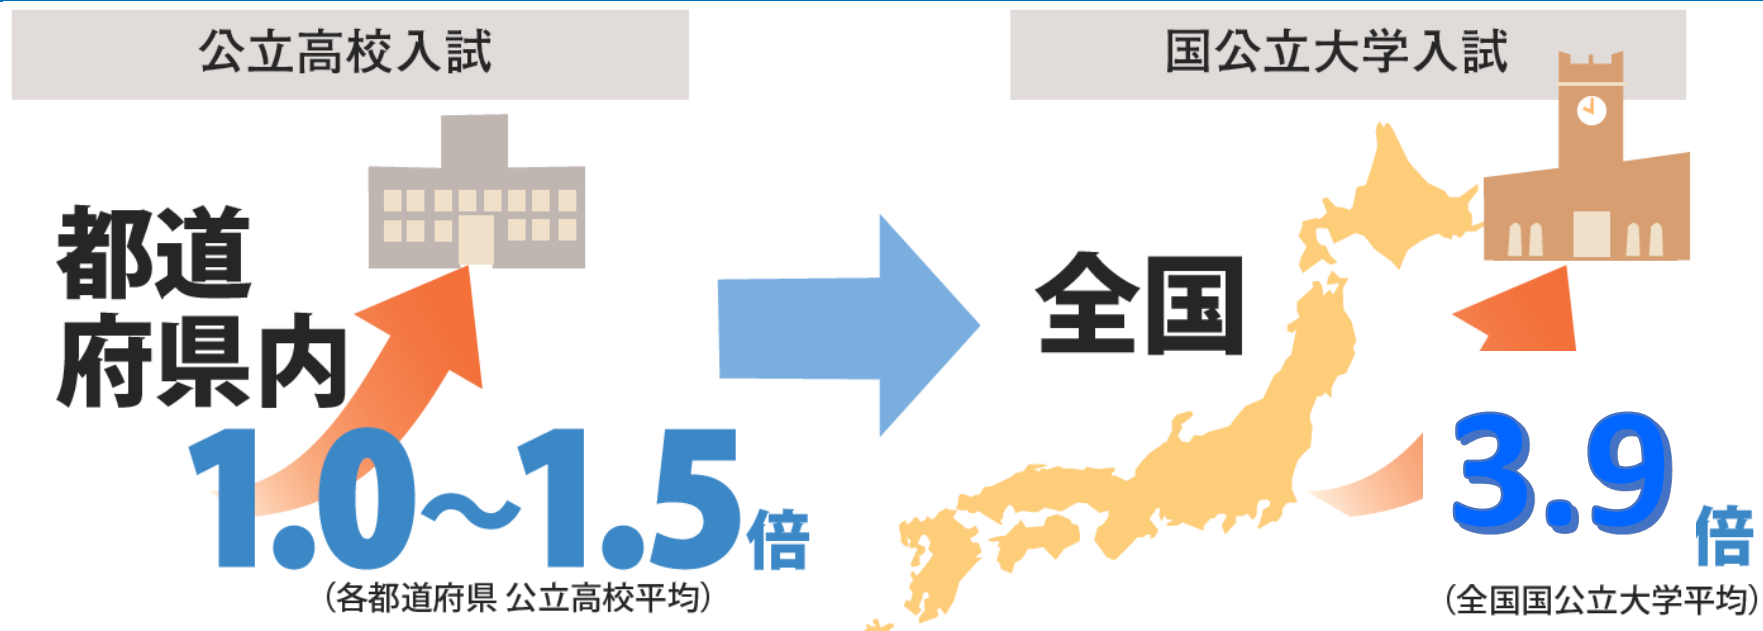 公立高校入試
都道
府県内
1.0～1.5倍
（各都道府県 公立高校平均）
国公立大学入試
全国
3.9倍
（全国国公立大学平均）